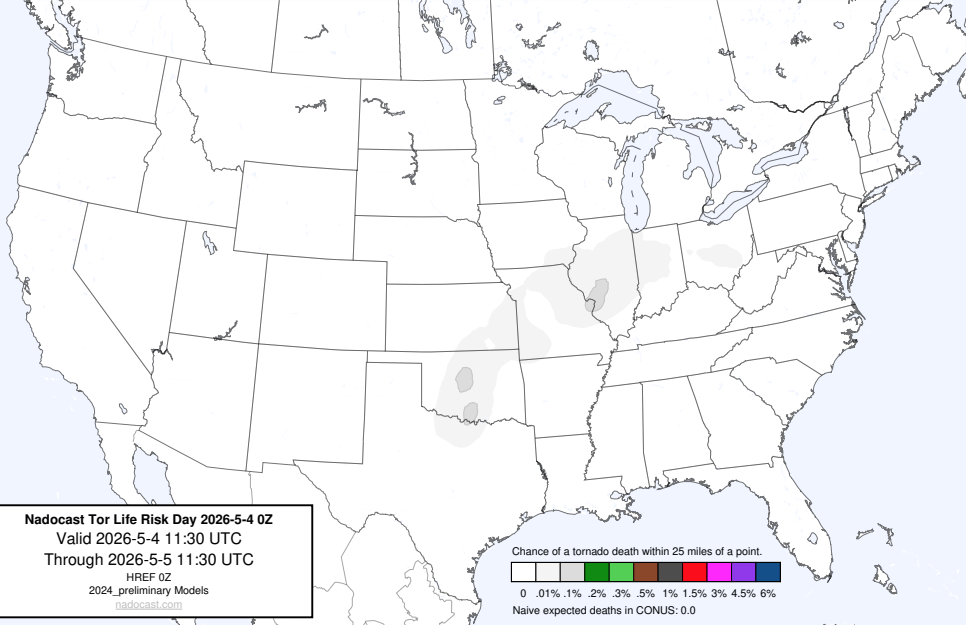 Nadocast Tor Life Risk Day 2026-5-4 0Z
Valid 2026-5-4 11:30 UTC
Through 2026-5-5 11:30 UTC
HREF 0Z
2024_preliminary Models
nadocast.com
Chance of a tornado death within 25 miles of a point.
0 .01% .1% .2% .3% .5% 1% 1.5% 3% 4.5% 6%
Naive expected deaths in CONUS: 0.0